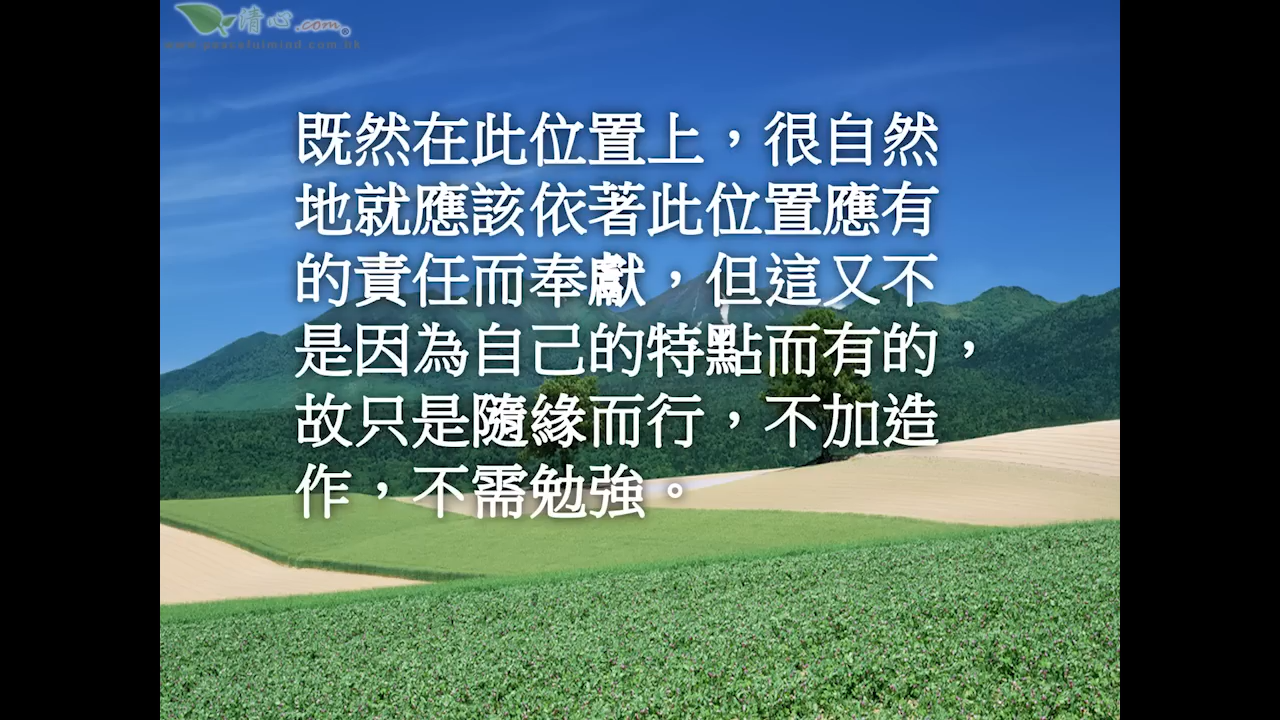 清心.com
www.peacefulmind.com.hk
既然在此位置上，很自然
地就應該依著此位置應有
的責任而奉獻，但這又不
是因為自己的特點而有的，
故只是隨緣而行，不加造
作，不需勉強。